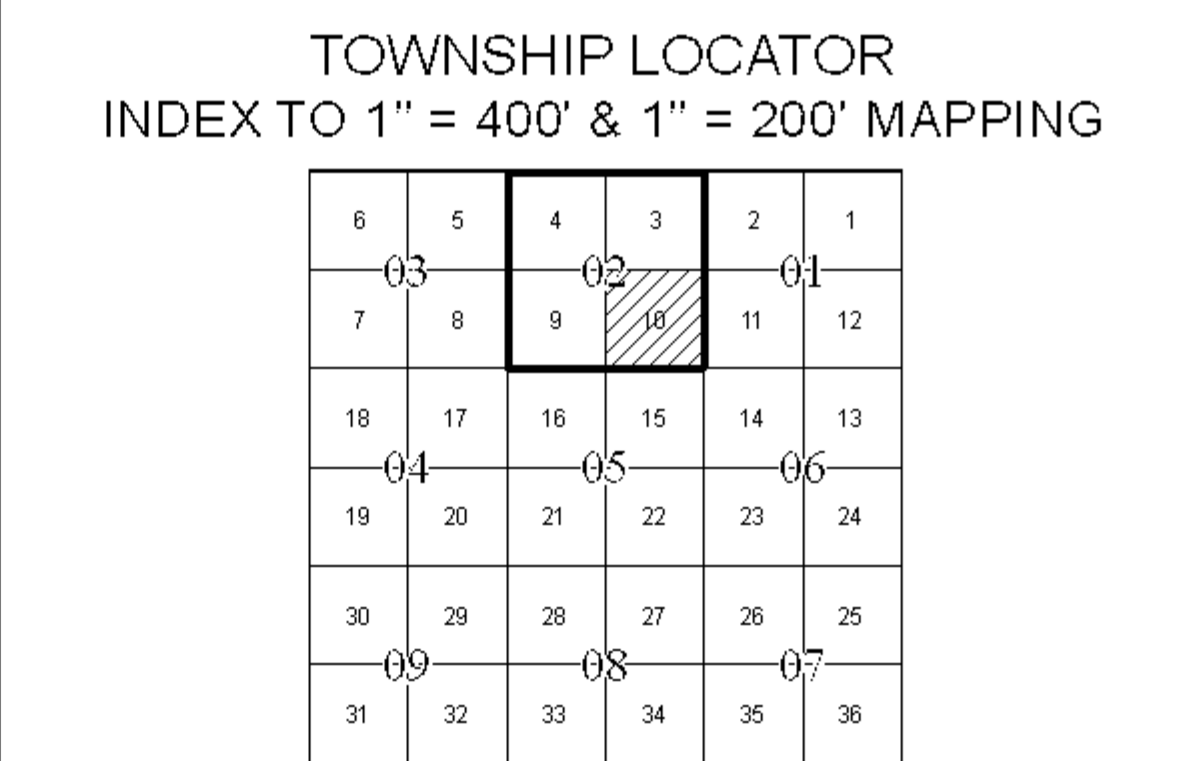 TOWNSHIP LOCATOR
INDEX TO 1" = 400' & 1" = 200' MAPPING
6 5 4 3 2 1
03 02 01
7 8 9 10 11 12
18 17 16 15 14 13
04 05 06
19 20 21 22 23 24
30 29 28 27 26 25
09 08 07
31 32 33 34 35 36